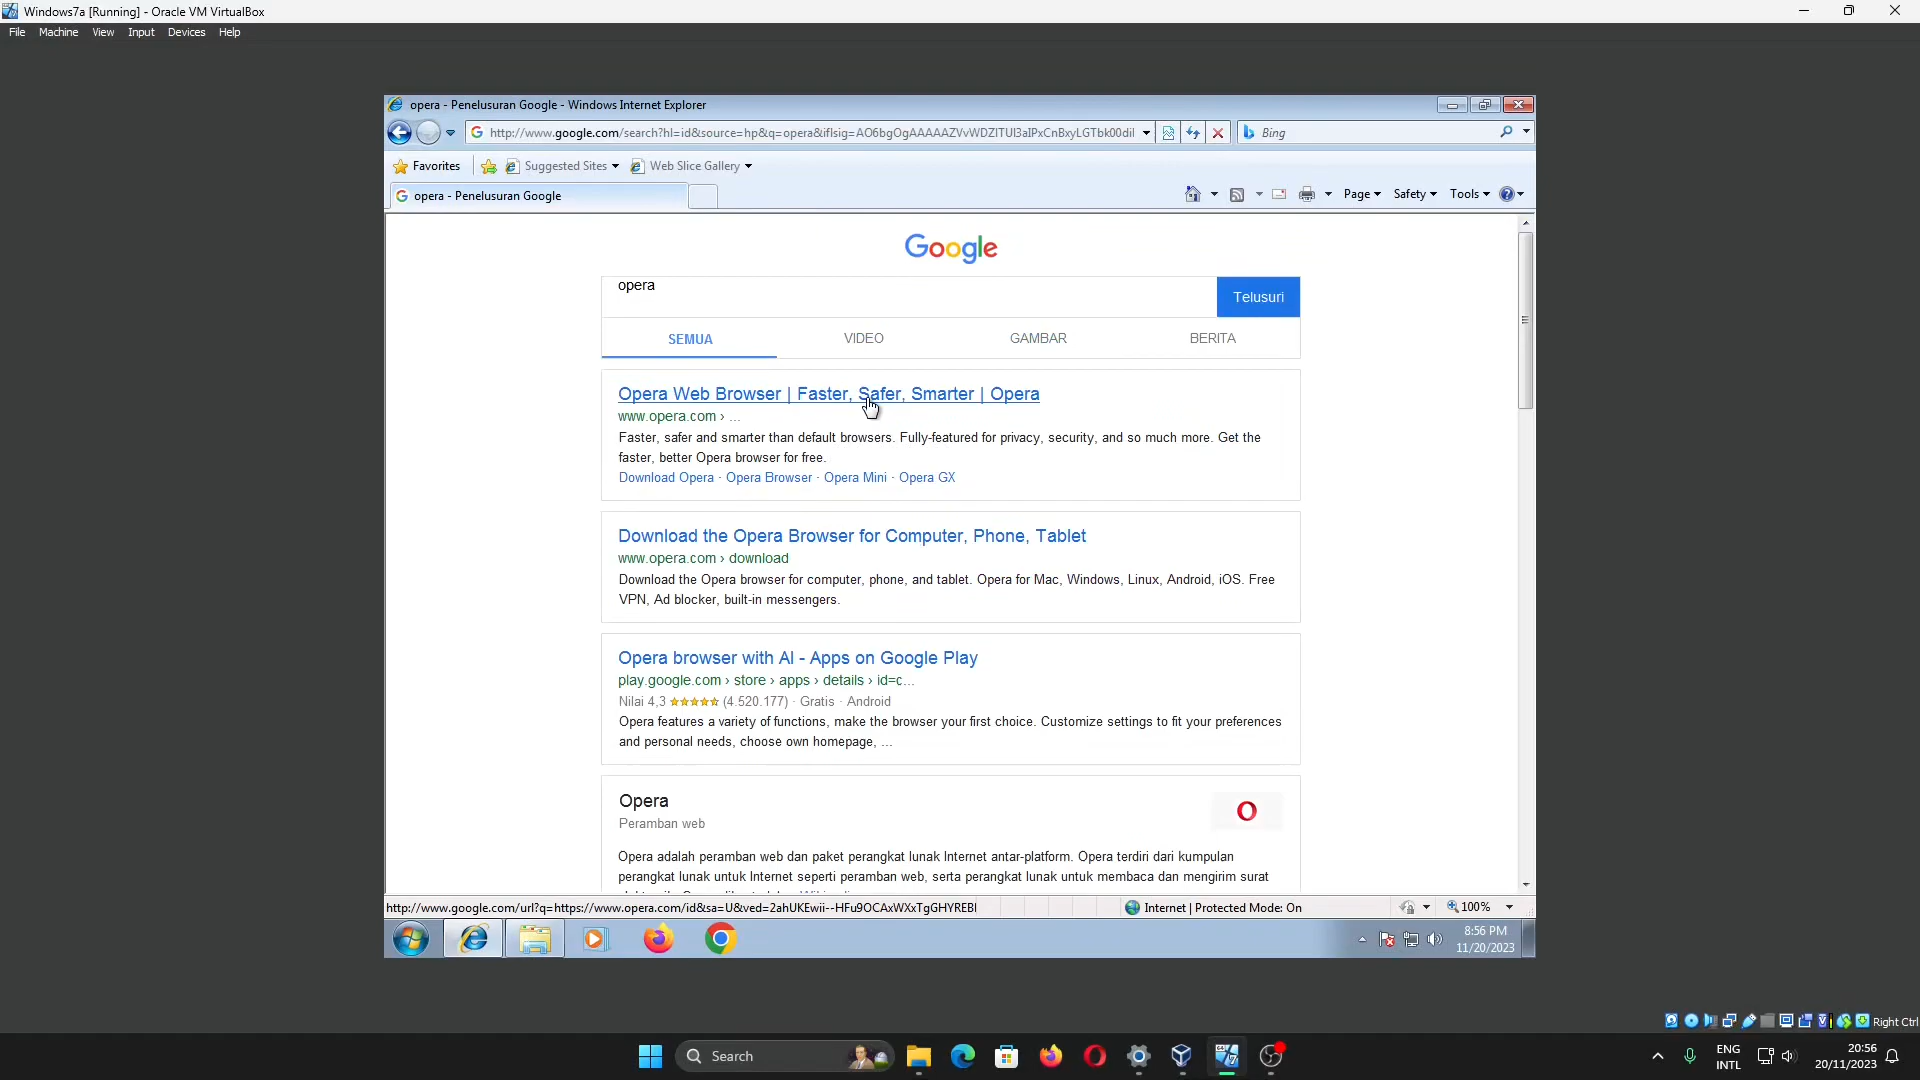 Windows7a [Running] - Oracle VM VirtualBox
File Machine View Input Devices Help
opera - Penelusuran Google - Windows Internet Explorer
http://www.google.com/search?hl=id&source=hp&q=opera&iflsig=
Bing
Favorites Suggested Sites Web Slice Gallery
opera - Penelusuran Google
Page Safety Tools
Google
opera
Telusuri
SEMUA VIDEO GAMBAR BERITA
Opera Web Browser | Faster, Safer, Smarter | Opera
www.opera.com › ...
Faster, safer and smarter than default browsers. Fully-featured for privacy, security, and so much more. Get the
faster, better Opera browser for free.
Download Opera · Opera Browser · Opera Mini · Opera GX
Download the Opera Browser for Computer, Phone, Tablet
www.opera.com › download
Download the Opera browser for computer, phone, and tablet. Opera for Mac, Windows, Linux, Android, iOS. Free
VPN, Ad blocker, built-in messengers.
Opera browser with AI - Apps on Google Play
play.google.com › store › apps › details › id=c...
Nilai 4,3 ★★★★★ (4.520.177) · Gratis · Android
Opera features a variety of functions, make the browser your first choice. Customize settings to fit your preferences
and personal needs, choose own homepage, ...
Opera
Peramban web
Opera adalah peramban web dan paket perangkat lunak Internet antar-platform. Opera terdiri dari kumpulan
perangkat lunak untuk Internet seperti peramban web, serta perangkat lunak untuk membaca dan mengirim surat
http://www.google.com/url?q=https://www.opera.com/id&sa=U&ved=2ahUKEwii--HFu9OCAxWXxTgGHYREBI
Internet | Protected Mode: On
100%
8:56 PM
11/20/2023
Right Ctrl
Search
ENG
INTL
20:56
20/11/2023